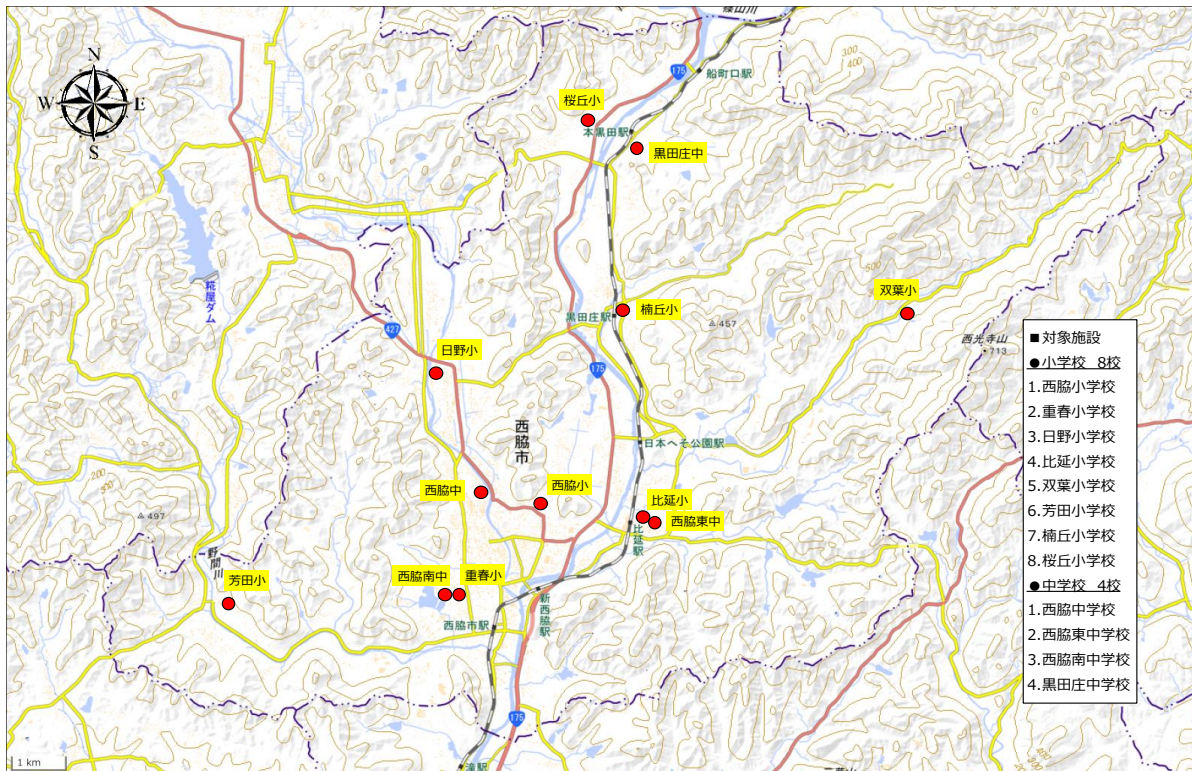 篠山川
N
W
E
S
175
船町口駅
300
400
桜丘小
本黒田駅
黒田庄中
糀屋ダム
500
双葉小
楠丘小
黒田庄駅
457
西光寺山
713
427
日野小
175
西脇市
日本へそ公園駅
西脇中
西脇小
比延小
西脇東中
比延駅
200
300
497
野間川
芳田小
西脇南中
重春小
新西脇駅
西脇市駅
175
滝駅
1 km
■対象施設
●小学校 8校
1.西脇小学校
2.重春小学校
3.日野小学校
4.比延小学校
5.双葉小学校
6.芳田小学校
7.楠丘小学校
8.桜丘小学校
●中学校 4校
1.西脇中学校
2.西脇東中学校
3.西脇南中学校
4.黒田庄中学校